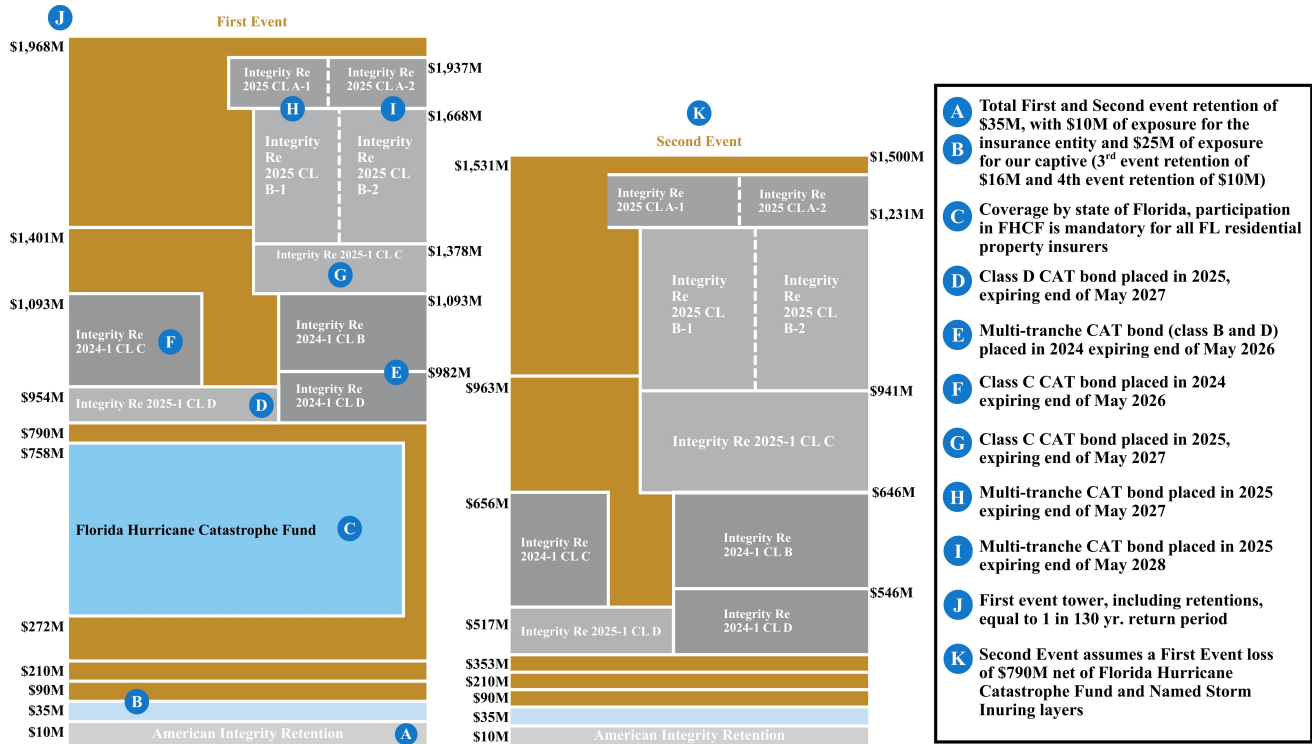 J
First Event
$1,968M
Integrity Re
2025 CL A-1
Integrity Re
2025 CL A-2
$1,937M
H
I
$1,668M
Integrity
Re
2025 CL
B-1
Integrity
Re
2025 CL
B-2
$1,401M
Integrity Re 2025-1 CL C
$1,378M
G
$1,093M
$1,093M
Integrity Re
2024-1 CL C
F
Integrity Re
2024-1 CL B
E
$982M
$954M
Integrity Re 2025-1 CL D
D
Integrity Re
2024-1 CL D
$790M
$758M
Florida Hurricane Catastrophe Fund
C
$272M
$210M
$90M
B
$35M
$10M
American Integrity Retention
A
K
Second Event
$1,531M
$1,500M
Integrity Re
2025 CL A-1
Integrity Re
2025 CL A-2
$1,231M
Integrity
Re
2025 CL
B-1
Integrity
Re
2025 CL
B-2
$963M
$941M
Integrity Re 2025-1 CL C
$656M
$646M
Integrity Re
2024-1 CL C
Integrity Re
2024-1 CL B
$546M
$517M
Integrity Re 2025-1 CL D
Integrity Re
2024-1 CL D
$353M
$210M
$90M
$35M
$10M
American Integrity Retention
A
B
Total First and Second event retention of
$35M, with $10M of exposure for the
insurance entity and $25M of exposure
for our captive (3rd event retention of
$16M and 4th event retention of $10M)
C
Coverage by state of Florida, participation
in FHCF is mandatory for all FL residential
property insurers
D
Class D CAT bond placed in 2025,
expiring end of May 2027
E
Multi-tranche CAT bond (class B and D)
placed in 2024 expiring end of May 2026
F
Class C CAT bond placed in 2024
expiring end of May 2026
G
Class C CAT bond placed in 2025,
expiring end of May 2027
H
Multi-tranche CAT bond placed in 2025
expiring end of May 2027
I
Multi-tranche CAT bond placed in 2025
expiring end of May 2028
J
First event tower, including retentions,
equal to 1 in 130 yr. return period
K
Second Event assumes a First Event loss
of $790M net of Florida Hurricane
Catastrophe Fund and Named Storm
Inuring layers